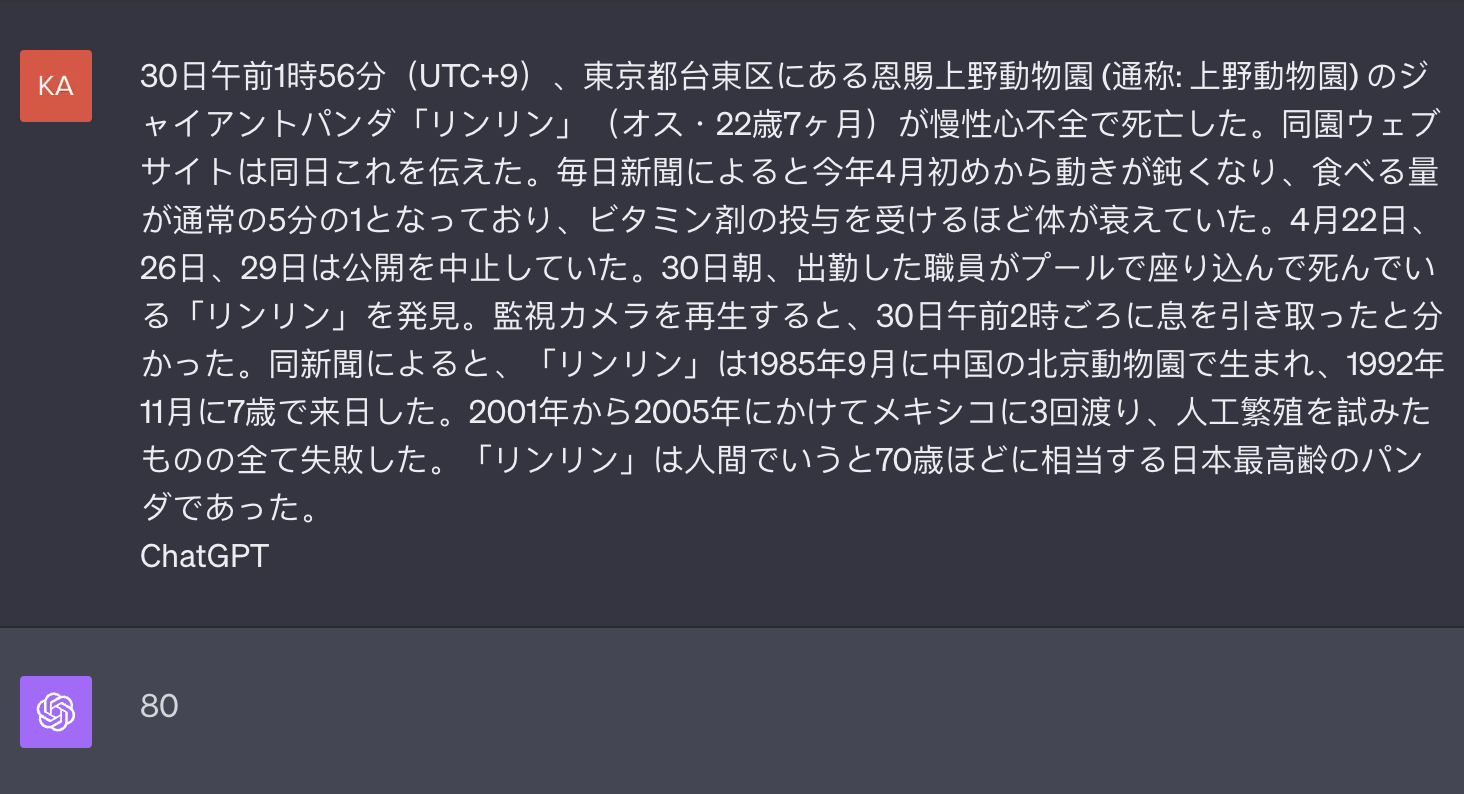 KA
30日午前1時56分（UTC+9）、東京都台東区にある恩賜上野動物園 (通称: 上野動物園) のジ
ャイアントパンダ「リンリン」（オス・22歳7ヶ月）が慢性心不全で死亡した。同園ウェブ
サイトは同日これを伝えた。毎日新聞によると今年4月初めから動きが鈍くなり、食べる量
が通常の5分の1となっており、ビタミン剤の投与を受けるほど体が衰えていた。4月22日、
26日、29日は公開を中止していた。30日朝、出勤した職員がプールで座り込んで死んでい
る「リンリン」を発見。監視カメラを再生すると、30日午前2時ごろに息を引き取ったと分
かった。同新聞によると、「リンリン」は1985年9月に中国の北京動物園で生まれ、1992年
11月に7歳で来日した。2001年から2005年にかけてメキシコに3回渡り、人工繁殖を試みた
ものの全て失敗した。「リンリン」は人間でいうと70歳ほどに相当する日本最高齢のパン
ダであった。
ChatGPT
80